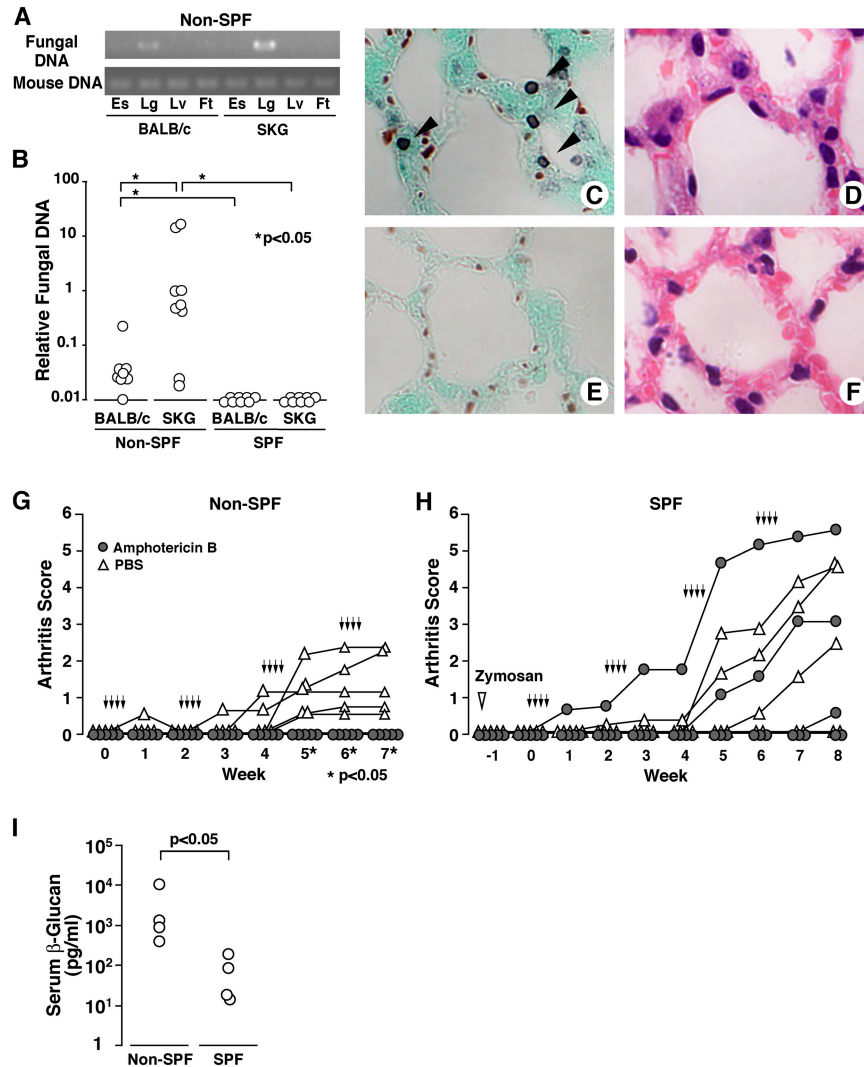 A
Non-SPF
Fungal DNA
Mouse DNA
Es Lg Lv Ft Es Lg Lv Ft
BALB/c SKG
B
Relative Fungal DNA
100
10
1
0.1
0.01
* *
*
*p<0.05
BALB/c SKG BALB/c SKG
Non-SPF SPF
C
D
E
F
G
Non-SPF
Arthritis Score
6
5
4
3
2
1
0
Amphotericin B
PBS
0 1 2 3 4 5* 6* 7*
Week
* p<0.05
H
SPF
Arthritis Score
6
5
4
3
2
1
0
Zymosan
-1 0 1 2 3 4 5 6 7 8
Week
I
Serum β-Glucan
(pg/ml)
10⁵
10⁴
10³
10²
10¹
1
p<0.05
Non-SPF SPF